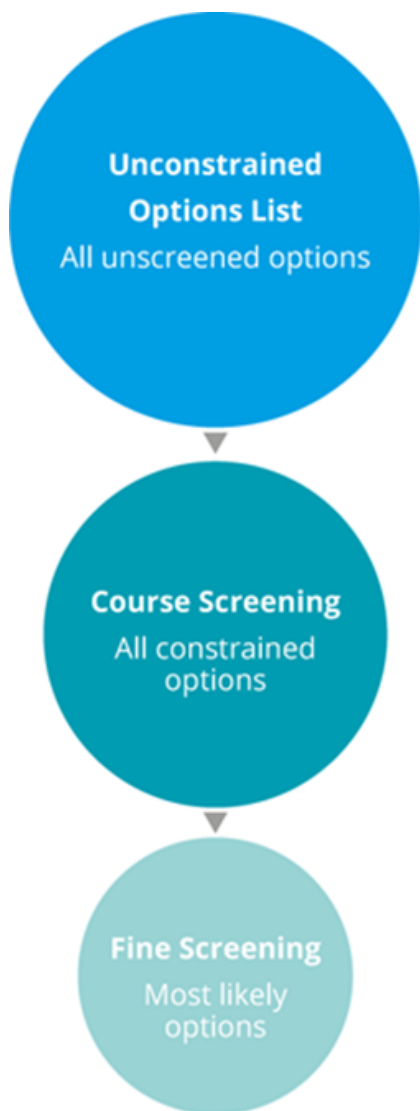 Unconstrained
Options List
All unscreened options
Course Screening
All constrained
options
Fine Screening
Most likely
options